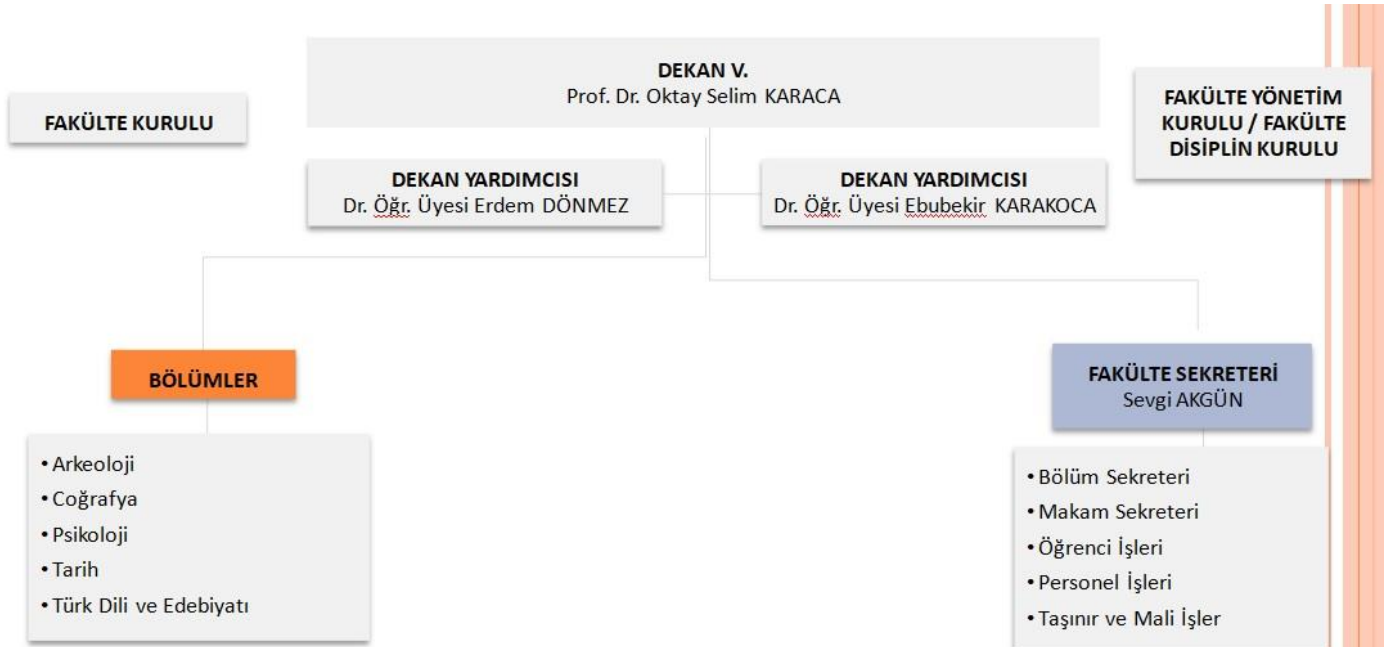 DEKAN V.
Prof. Dr. Oktay Selim KARACA
FAKÜLTE KURULU
FAKÜLTE YÖNETİM
KURULU / FAKÜLTE
DİSİPLİN KURULU
DEKAN YARDIMCISI
Dr. Öğr. Üyesi Erdem DÖNMEZ
DEKAN YARDIMCISI
Dr. Öğr. Üyesi Ebubekir KARAKOCA
BÖLÜMLER
• Arkeoloji
• Coğrafya
• Psikoloji
• Tarih
• Türk Dili ve Edebiyatı
FAKÜLTE SEKRETERİ
Sevgi AKGÜN
• Bölüm Sekreteri
• Makam Sekreteri
• Öğrenci İşleri
• Personel İşleri
• Taşınır ve Mali İşler